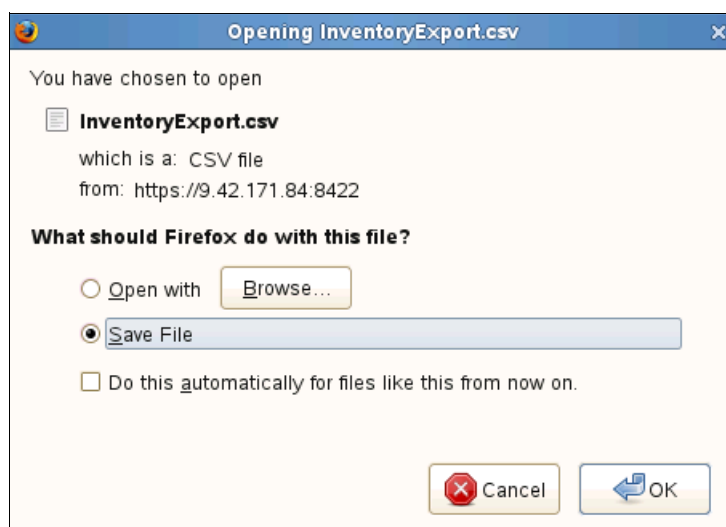 Opening InventoryExport.csv
You have chosen to open
InventoryExport.csv
which is a: CSV file
from: https://9.42.171.84:8422
What should Firefox do with this file?
Open with Browse...
Save File
Do this automatically for files like this from now on.
Cancel OK